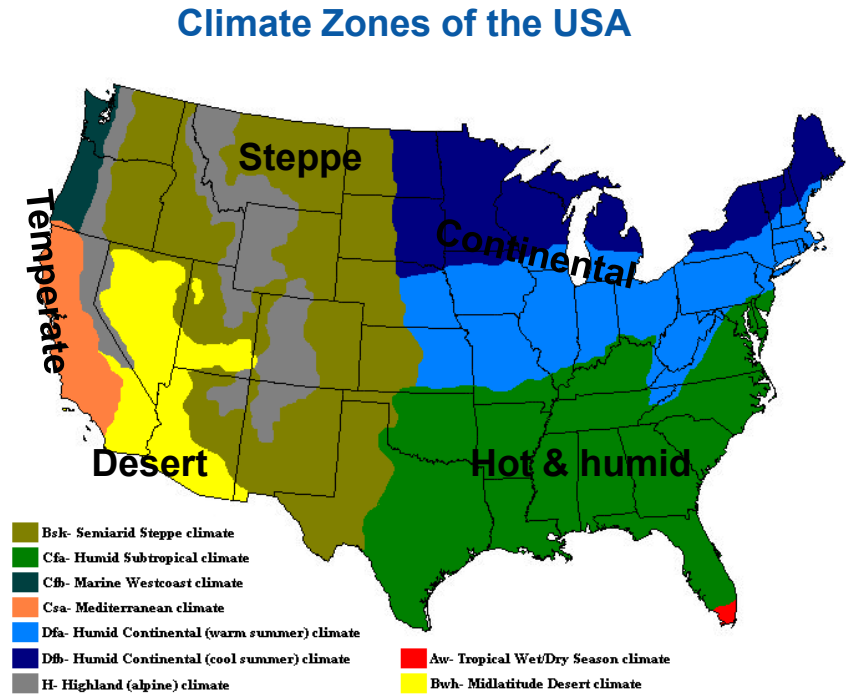 Climate Zones of the USA
Steppe
Temperate
Continental
Desert
Hot & humid
Bsk- Semiarid Steppe climate
Cfa- Humid Subtropical climate
Cfb- Marine Westcoast climate
Csa- Mediterranean climate
Dfa- Humid Continental (warm summer) climate
Dfb- Humid Continental (cool summer) climate
H- Highland (alpine) climate
Aw- Tropical Wet/Dry Season climate
Bwh- Midlatitude Desert climate